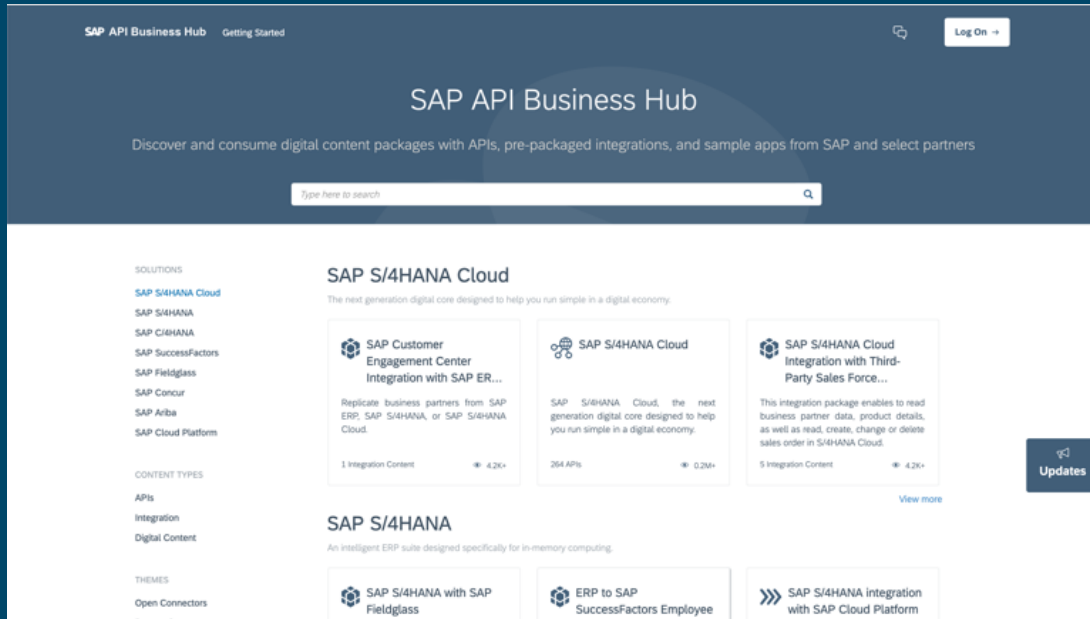 SAP API Business Hub Getting Started
Log On →
SAP API Business Hub
Discover and consume digital content packages with APIs, pre-packaged integrations, and sample apps from SAP and select partners
Type here to search
SOLUTIONS
SAP S/4HANA Cloud
SAP S/4HANA
SAP C/4HANA
SAP SuccessFactors
SAP Fieldglass
SAP Concur
SAP Ariba
SAP Cloud Platform
CONTENT TYPES
APIs
Integration
Digital Content
THEMES
Open Connectors
SAP S/4HANA Cloud
The next generation digital core designed to help you run simple in a digital economy.
SAP Customer
Engagement Center
Integration with SAP ER...
Replicate business partners from SAP
ERP, SAP S/4HANA, or SAP S/4HANA
Cloud.
1 Integration Content 4.2K+
SAP S/4HANA Cloud
SAP S/4HANA Cloud, the next
generation digital core designed to help
you run simple in a digital economy.
264 APIs 0.2M+
SAP S/4HANA Cloud
Integration with Third-
Party Sales Force...
This integration package enables to read
business partner data, product details,
as well as read, create, change or delete
sales order in S/4HANA Cloud.
5 Integration Content 4.2K+
View more
Updates
SAP S/4HANA
An intelligent ERP suite designed specifically for in-memory computing.
SAP S/4HANA with SAP
Fieldglass
ERP to SAP
SuccessFactors Employee
SAP S/4HANA integration
with SAP Cloud Platform